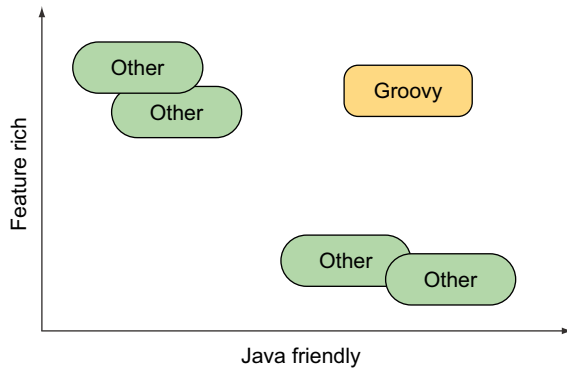 Other
Groovy
Other
Feature rich
Other
Other
Java friendly